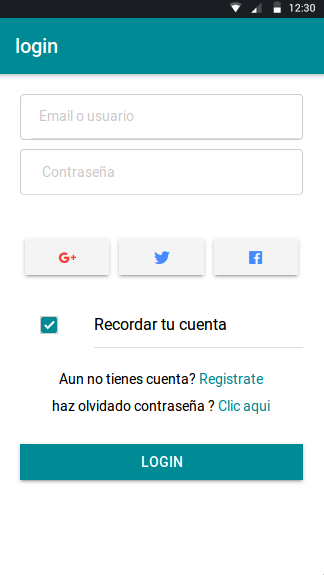 12:30
login
Email o usuario
Contraseña
G+
Recordar tu cuenta
Aun no tienes cuenta? Registrate
haz olvidado contraseña ? Clic aqui
LOGIN